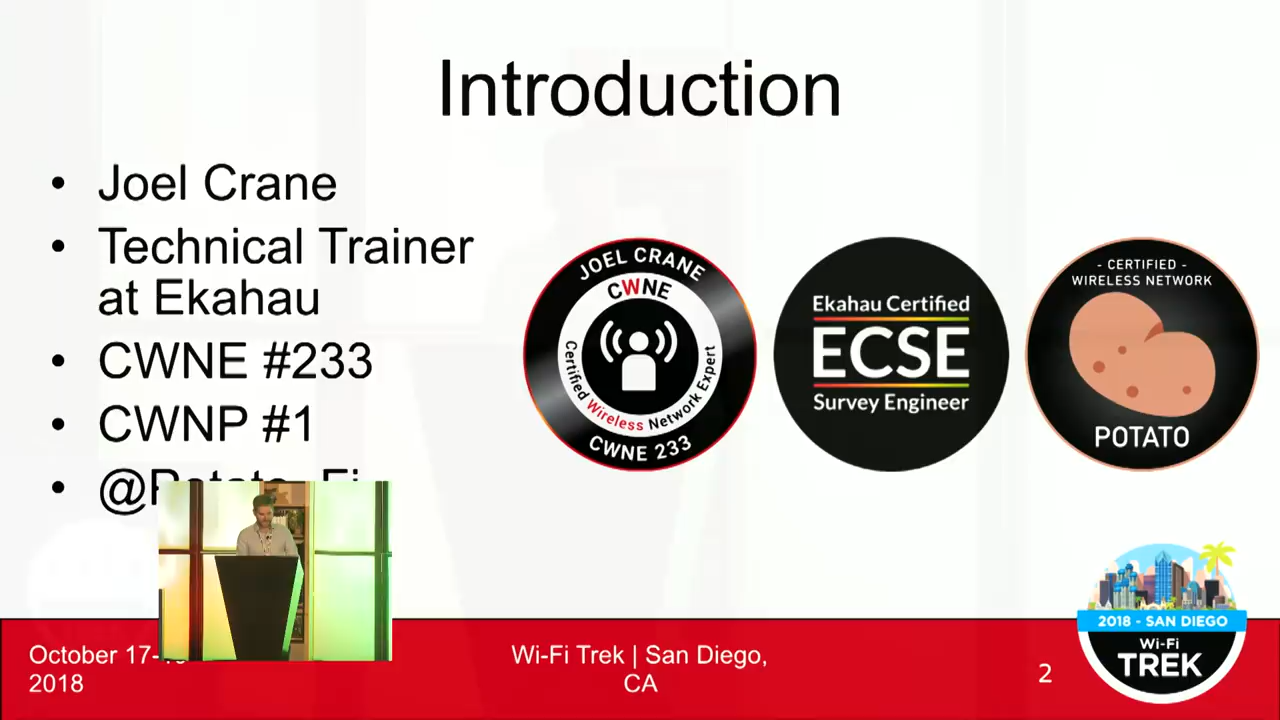 Introduction
• Joel Crane
• Technical Trainer
at Ekahau
• CWNE #233
• CWNP #1
JOEL CRANE
CWNE
Certified Wireless Network Expert
CWNE 233
Ekahau Certified
ECSE
Survey Engineer
- CERTIFIED -
WIRELESS NETWORK
POTATO
October 17-
2018
Wi-Fi Trek | San Diego,
CA
2
2018 - SAN DIEGO
Wi-Fi
TREK